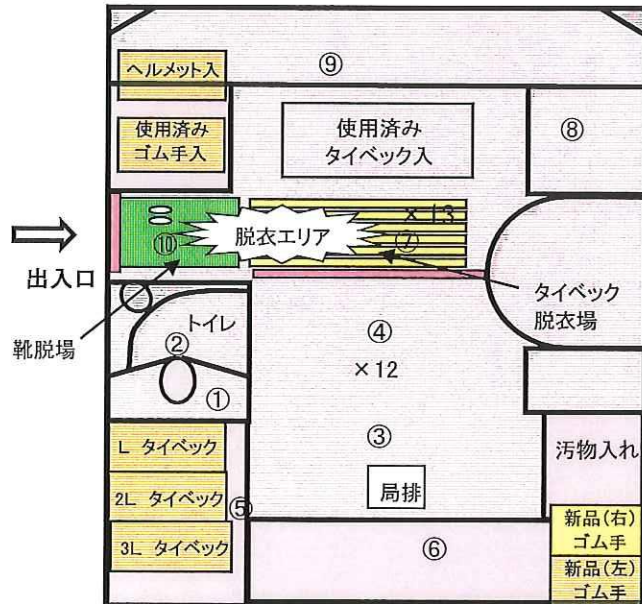 ⑨
ヘルメット入
使用済み
ゴム手入
使用済み
タイベック入
⑧
×13
脱衣エリア
⑩
⑦
出入口
靴脱場
タイベック
脱衣場
トイレ
②
①
④
×12
③
局排
L タイベック
2L タイベック
3L タイベック
⑤
⑥
汚物入れ
新品(右)
ゴム手
新品(左)
ゴム手